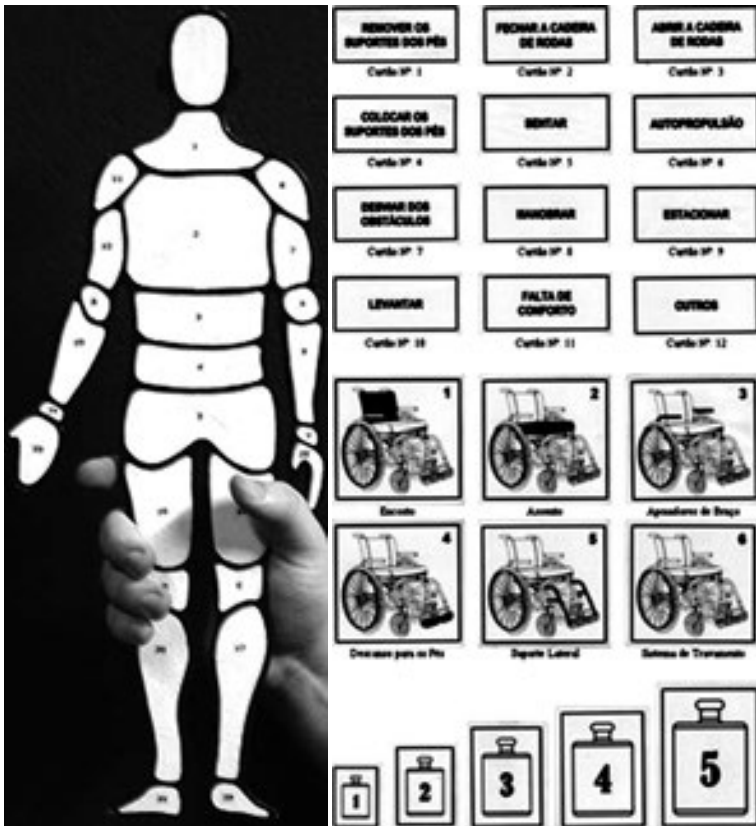 REMOVER OS
SUPORTES DOS PÉS
Cartão Nº 1
FECHAR A CADEIRA
DE RODAS
Cartão Nº 2
ABRIR A CADEIRA
DE RODAS
Cartão Nº 3
COLOCAR OS
SUPORTES DOS PÉS
Cartão Nº 4
SENTAR
Cartão Nº 5
AUTOPROPULSÃO
Cartão Nº 6
DESVIAR DOS
OBSTÁCULOS
Cartão Nº 7
MANOBRAR
Cartão Nº 8
ESTACIONAR
Cartão Nº 9
LEVANTAR
Cartão Nº 10
FALTA DE
CONFORTO
Cartão Nº 11
OUTROS
Cartão Nº 12
1
Encosto
2
Assento
3
Apoiadores de Braço
4
Descanso para os Pés
5
Suporte Lateral
6
Sistema de Travamento
1
2
3
4
5